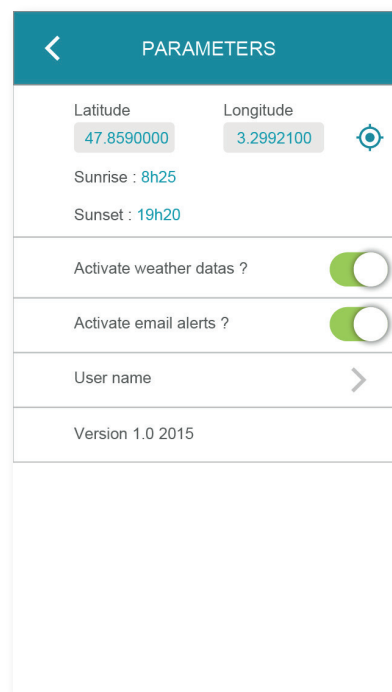 PARAMETERS
Latitude Longitude
47.8590000 3.2992100
Sunrise : 8h25
Sunset : 19h20
Activate weather datas ?
Activate email alerts ?
User name
Version 1.0 2015